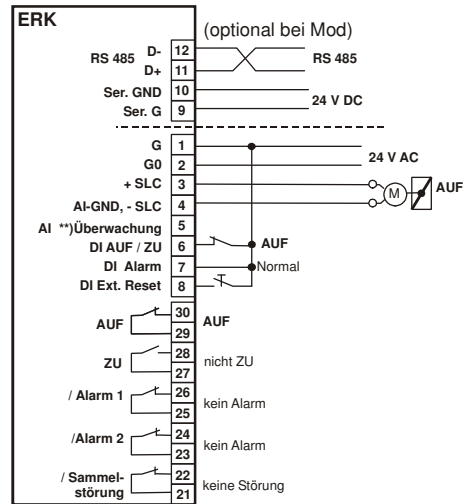 ERK
(optional bei Mod)
RS 485 D- 12 RS 485
D+ 11
Ser. GND 10 24 V DC
Ser. G 9
G 1 24 V AC
G0 2
+ SLC 3 M AUF
AI-GND, - SLC 4
AI **)Überwachung 5
DI AUF / ZU 6 AUF
DI Alarm 7 Normal
DI Ext. Reset 8
AUF 30 AUF
29
ZU 28 nicht ZU
27
/ Alarm 1 26 kein Alarm
25
/Alarm 2 24 kein Alarm
23
/ Sammel- 22 keine Störung
störung 21